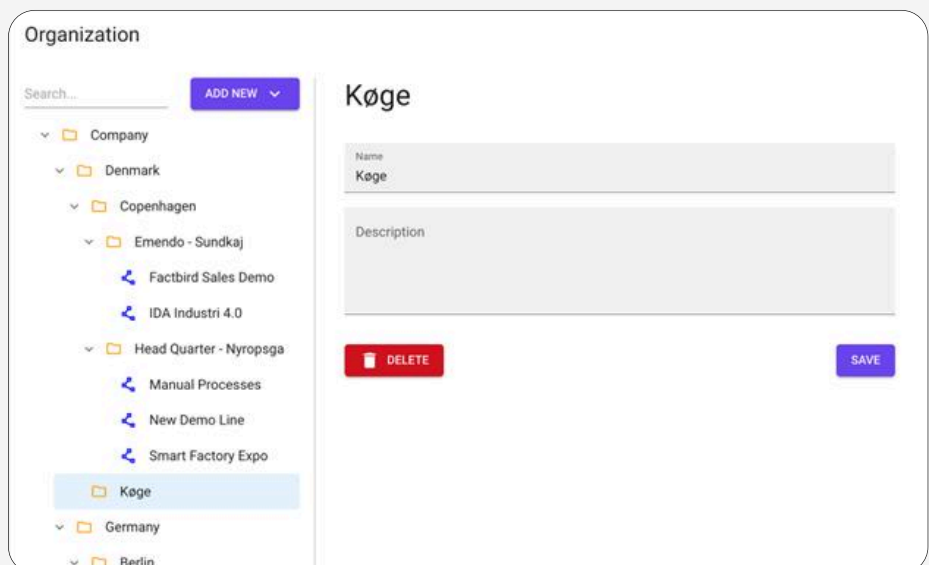 Organization
Search...
ADD NEW
Company
Denmark
Copenhagen
Emendo - Sundkaj
Factbird Sales Demo
IDA Industri 4.0
Head Quarter - Nyropsga
Manual Processes
New Demo Line
Smart Factory Expo
Køge
Germany
Berlin
Køge
Name
Køge
Description
DELETE
SAVE